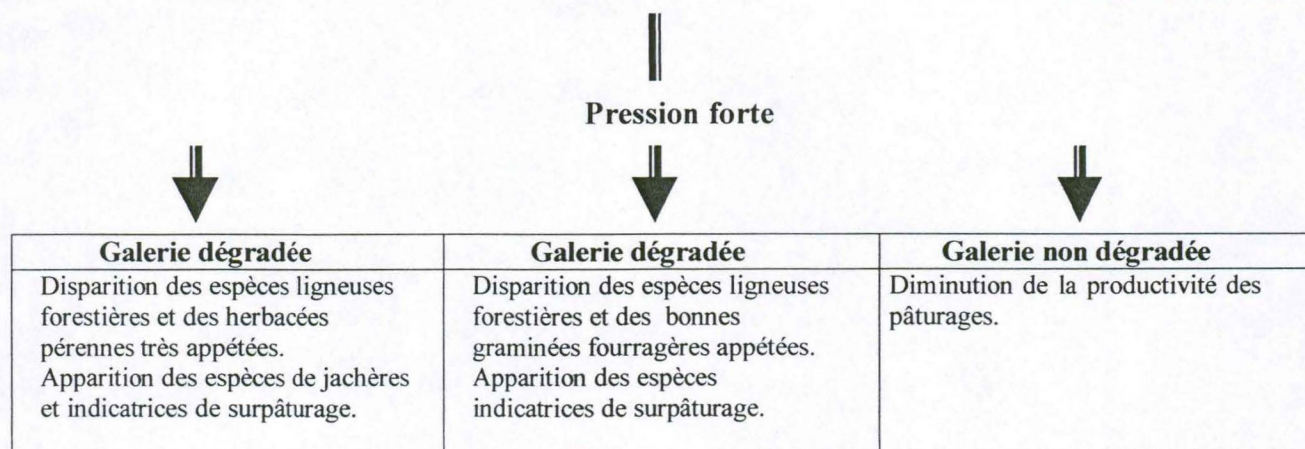 Pression forte
Galerie dégradée
Disparition des espèces ligneuses
forestières et des herbacées
pérennes très appétées.
Apparition des espèces de jachères
et indicatrices de surpâturage.
Galerie dégradée
Disparition des espèces ligneuses
forestières et des bonnes
graminées fourragères appétées.
Apparition des espèces
indicatrices de surpâturage.
Galerie non dégradée
Diminution de la productivité des
pâturages.